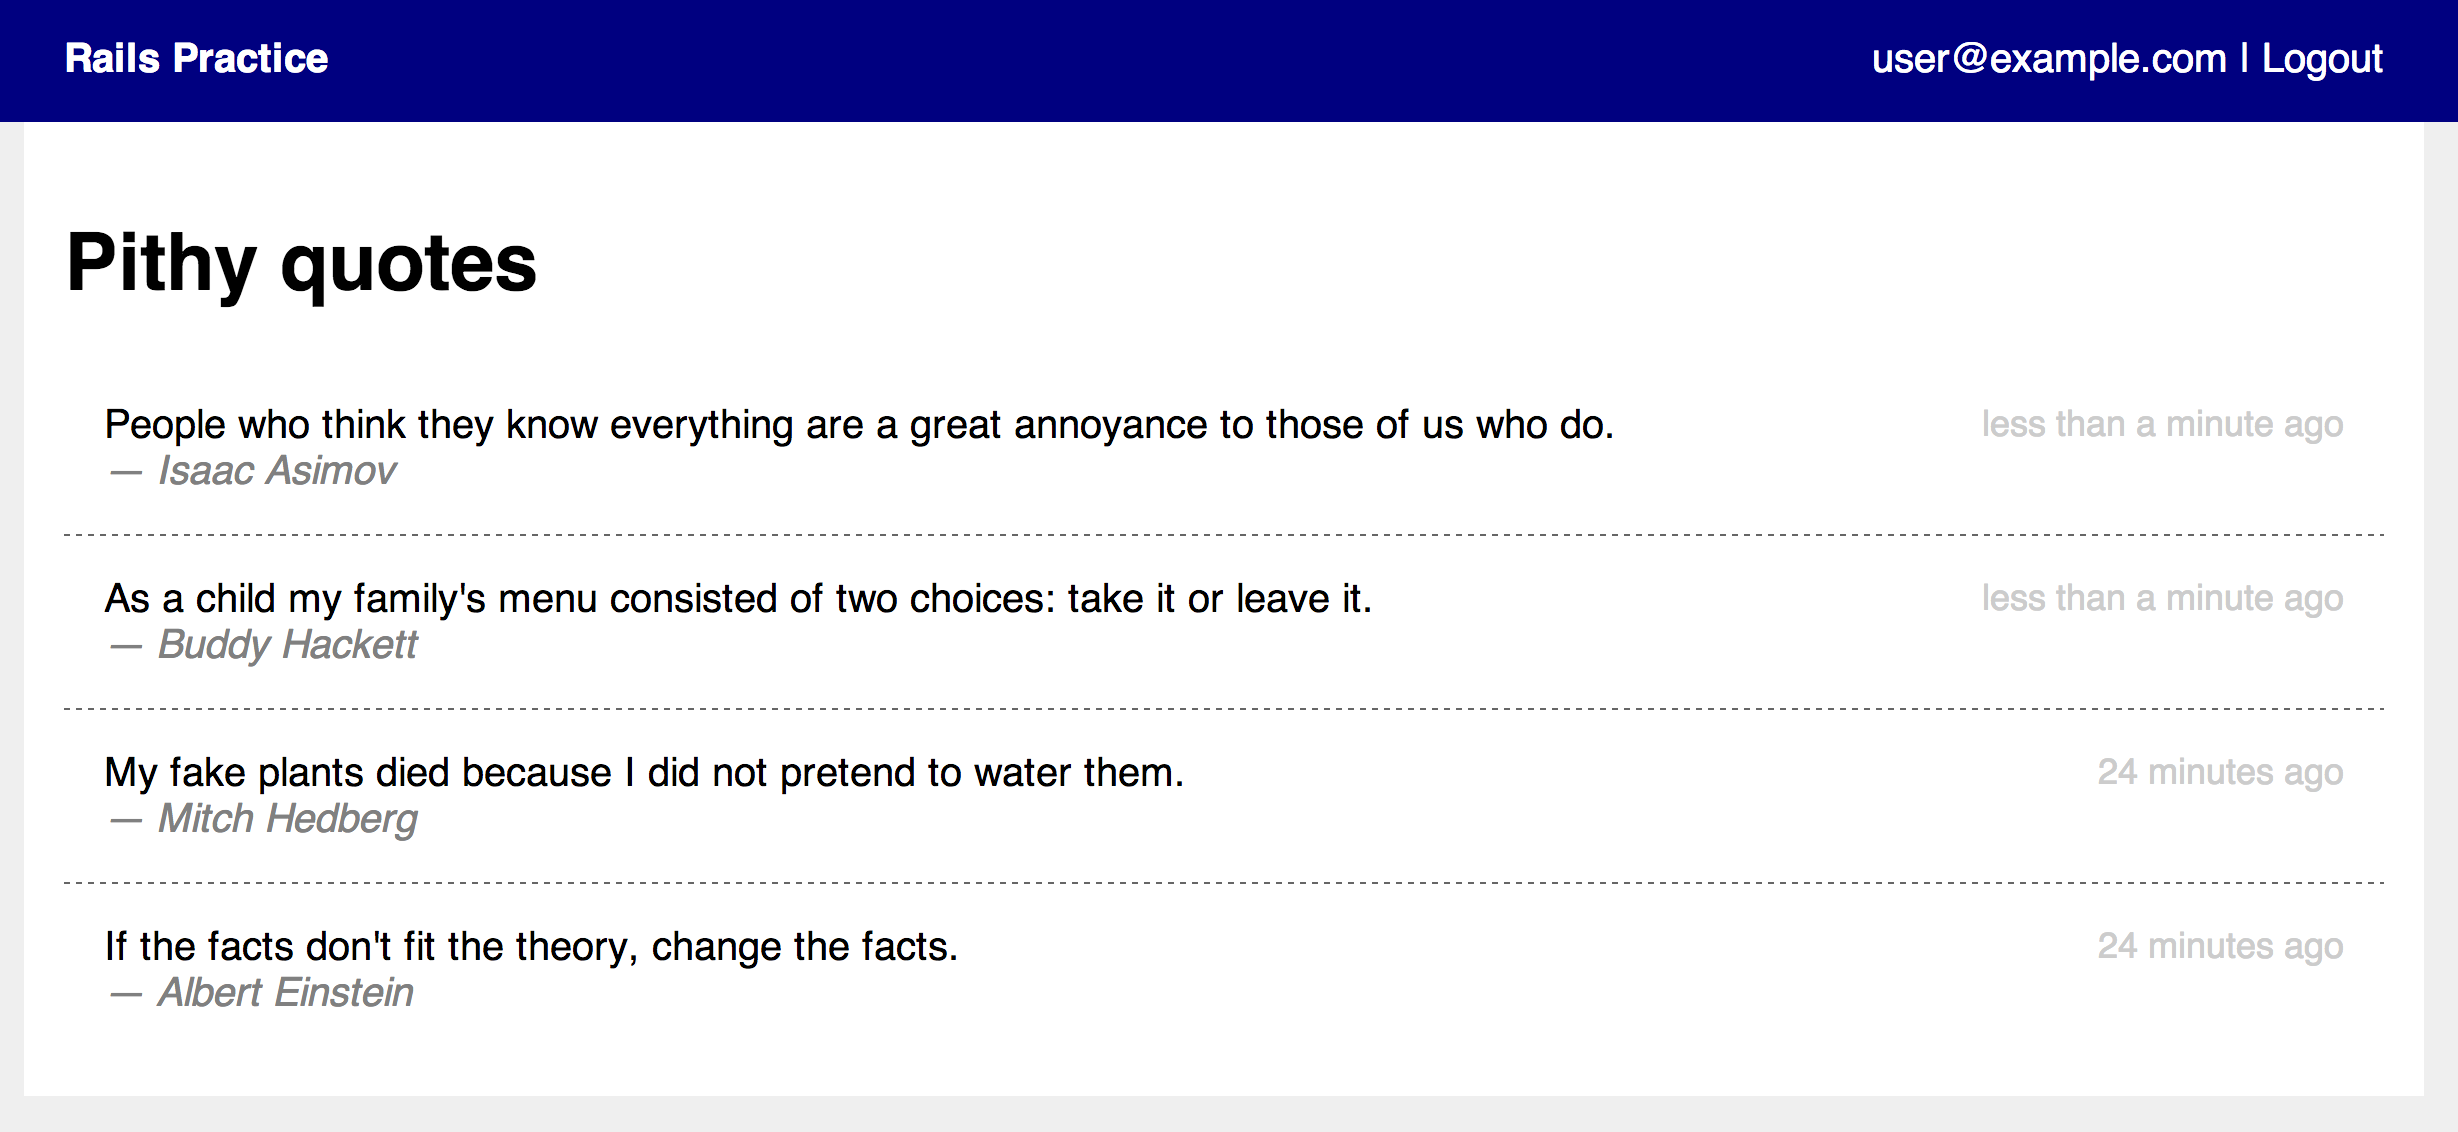 Rails Practice
user@example.com | Logout
Pithy quotes
People who think they know everything are a great annoyance to those of us who do.
less than a minute ago
— Isaac Asimov
As a child my family's menu consisted of two choices: take it or leave it.
less than a minute ago
— Buddy Hackett
My fake plants died because I did not pretend to water them.
24 minutes ago
— Mitch Hedberg
If the facts don't fit the theory, change the facts.
24 minutes ago
— Albert Einstein